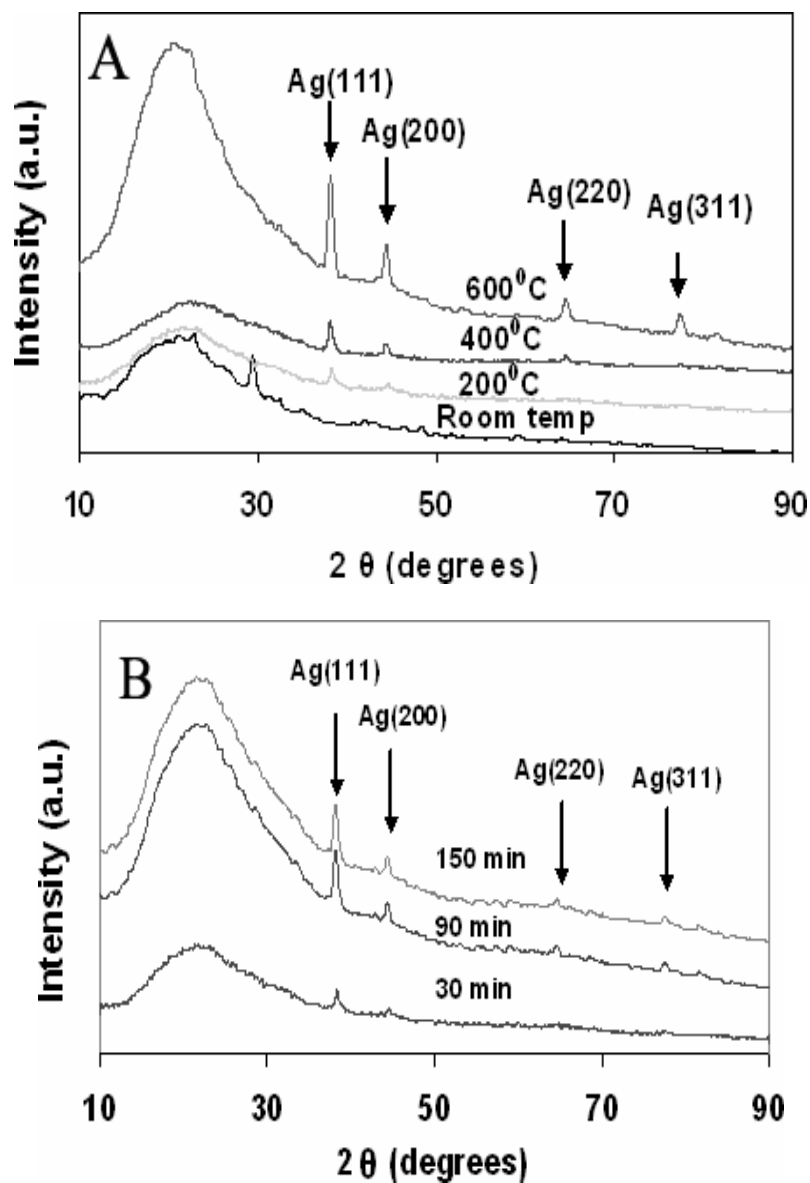 A
Ag(111)
Ag(200)
Ag(220)
Ag(311)
600⁰C
400⁰C
200⁰C
Room temp
Intensity (a.u.)
10 30 50 70 90
2 θ (degrees)
B
Ag(111)
Ag(200)
Ag(220)
Ag(311)
150 min
90 min
30 min
Intensity (a.u.)
10 30 50 70 90
2 θ (degrees)